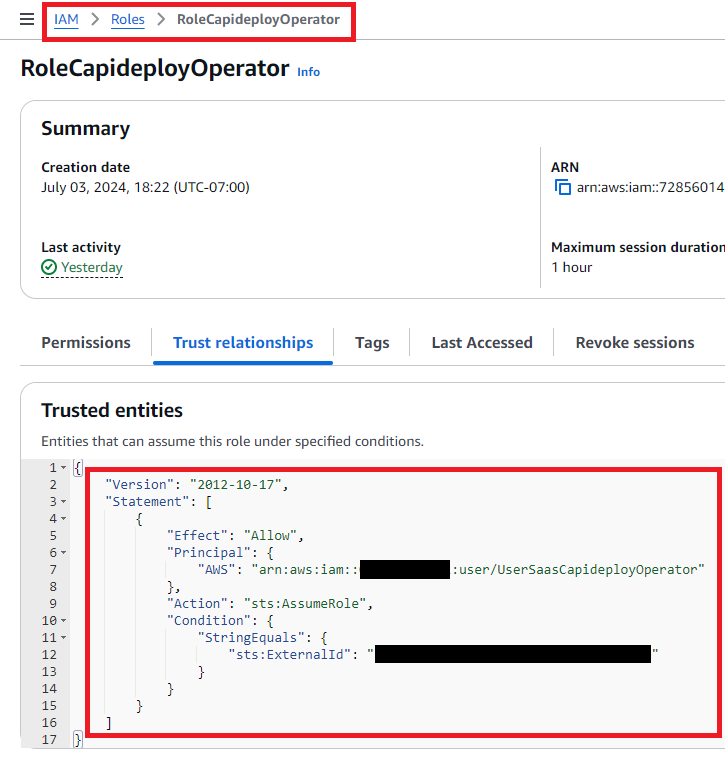 IAM > Roles > RoleCapideployOperator
RoleCapideployOperator Info
Summary
Creation date
July 03, 2024, 18:22 (UTC-07:00)
ARN
arn:aws:iam::72856014
Last activity
Yesterday
Maximum session duration
1 hour
Permissions
Trust relationships
Tags
Last Accessed
Revoke sessions
Trusted entities
Entities that can assume this role under specified conditions.
1 {
2 "Version": "2012-10-17",
3 "Statement": [
4 {
5 "Effect": "Allow",
6 "Principal": {
7 "AWS": "arn:aws:iam:: :user/UserSaasCapideployOperator"
8 },
9 "Action": "sts:AssumeRole",
10 "Condition": {
11 "StringEquals": {
12 "sts:ExternalId": " "
13 }
14 }
15 }
16 ]
17 }